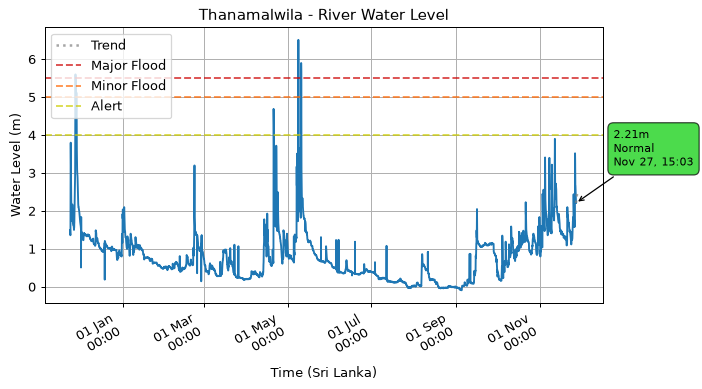 Thanamalwila - River Water Level
Trend
Major Flood
Minor Flood
Alert
2.21m
Normal
Nov 27, 15:03
Water Level (m)
6
5
4
3
2
1
0
01 Jan
00:00
01 Mar
00:00
01 May
00:00
01 Jul
00:00
01 Sep
00:00
01 Nov
00:00
Time (Sri Lanka)